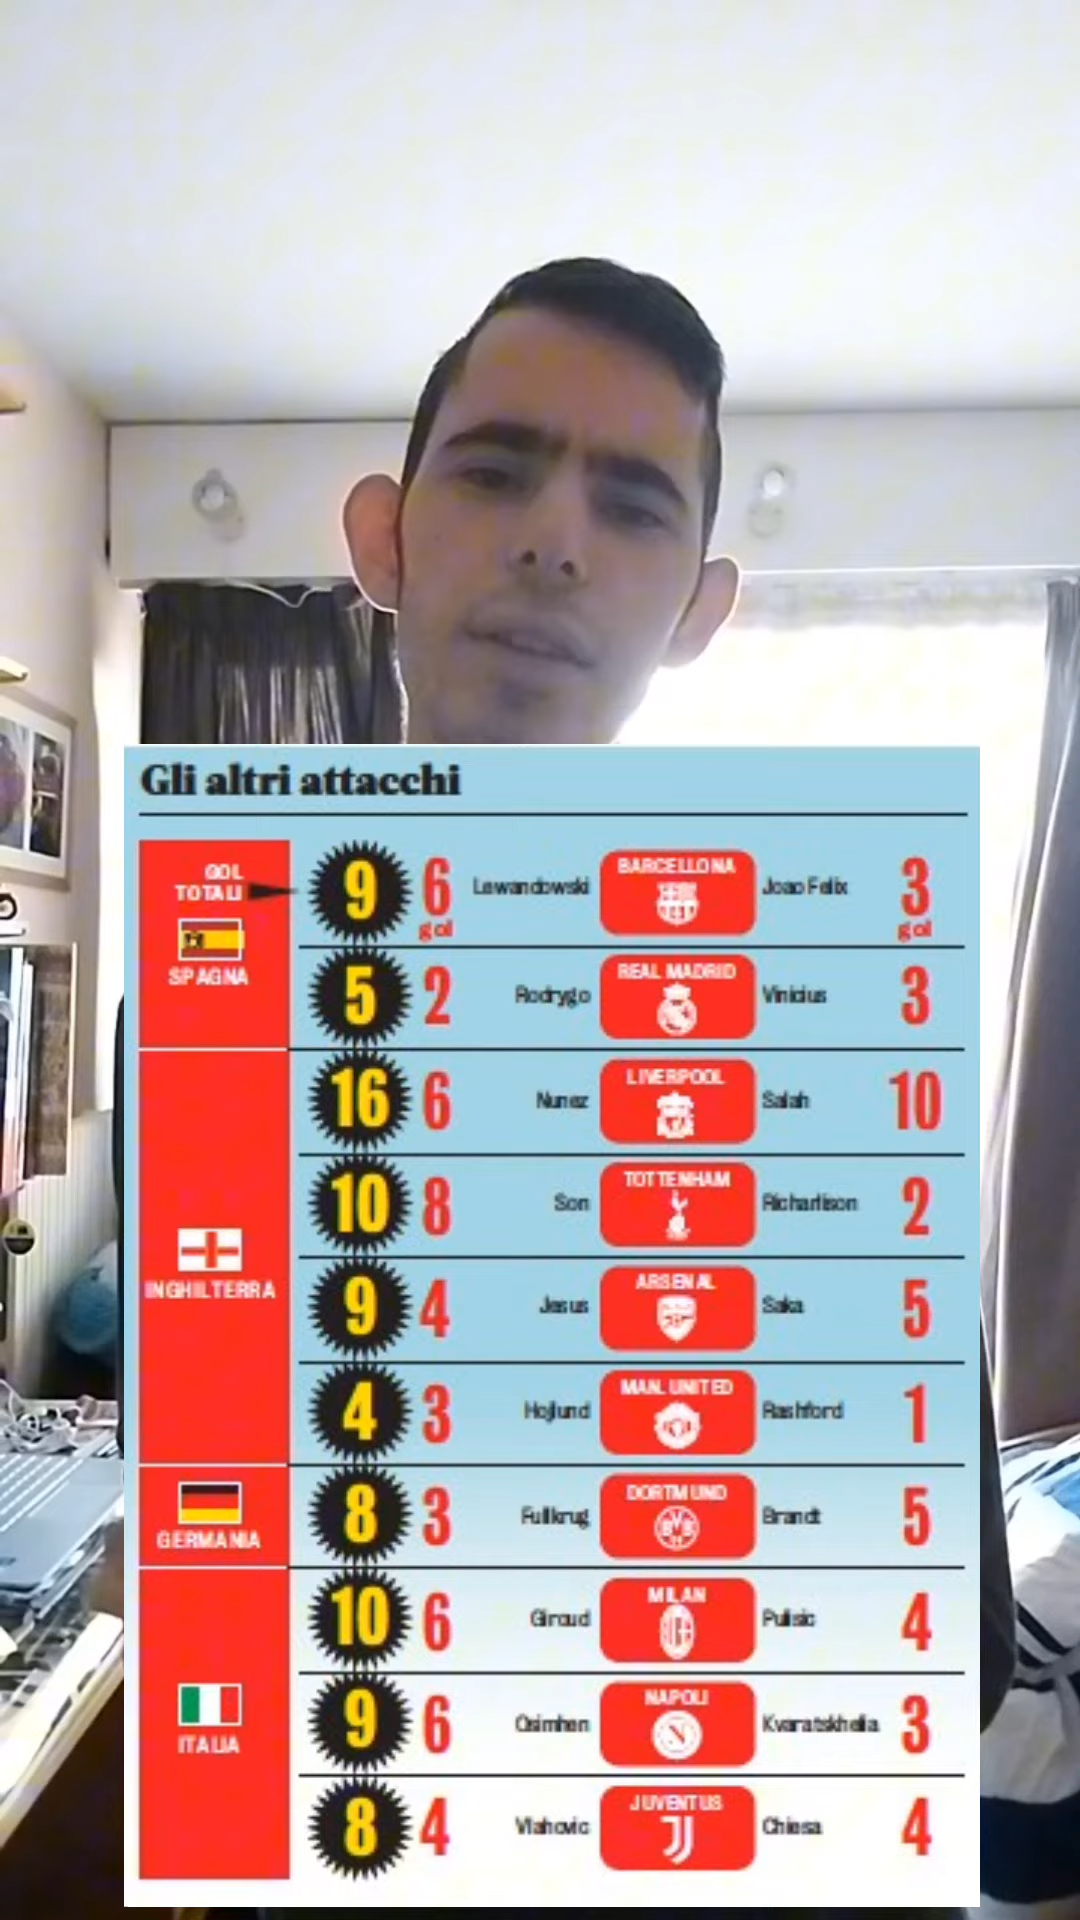 Gli altri attacchi
GOL
TOTALI
SPAGNA
9 6 gol Lewandowski BARCELLONA Joao Felix 3 gol
5 2 Rodrygo REAL MADRID Vinicius 3
INGHILTERRA
16 6 Nunez LIVERPOOL Salah 10
10 8 Son TOTTENHAM Richarlison 2
9 4 Jesus ARSENAL Saka 5
4 3 Hojlund MAN. UNITED Rashford 1
GERMANIA
8 3 Fullkrug DORTMUND Brandt 5
ITALIA
10 6 Giroud MILAN Pulisic 4
9 6 Osimhen NAPOLI Kvaratskhelia 3
8 4 Vlahovic JUVENTUS Chiesa 4